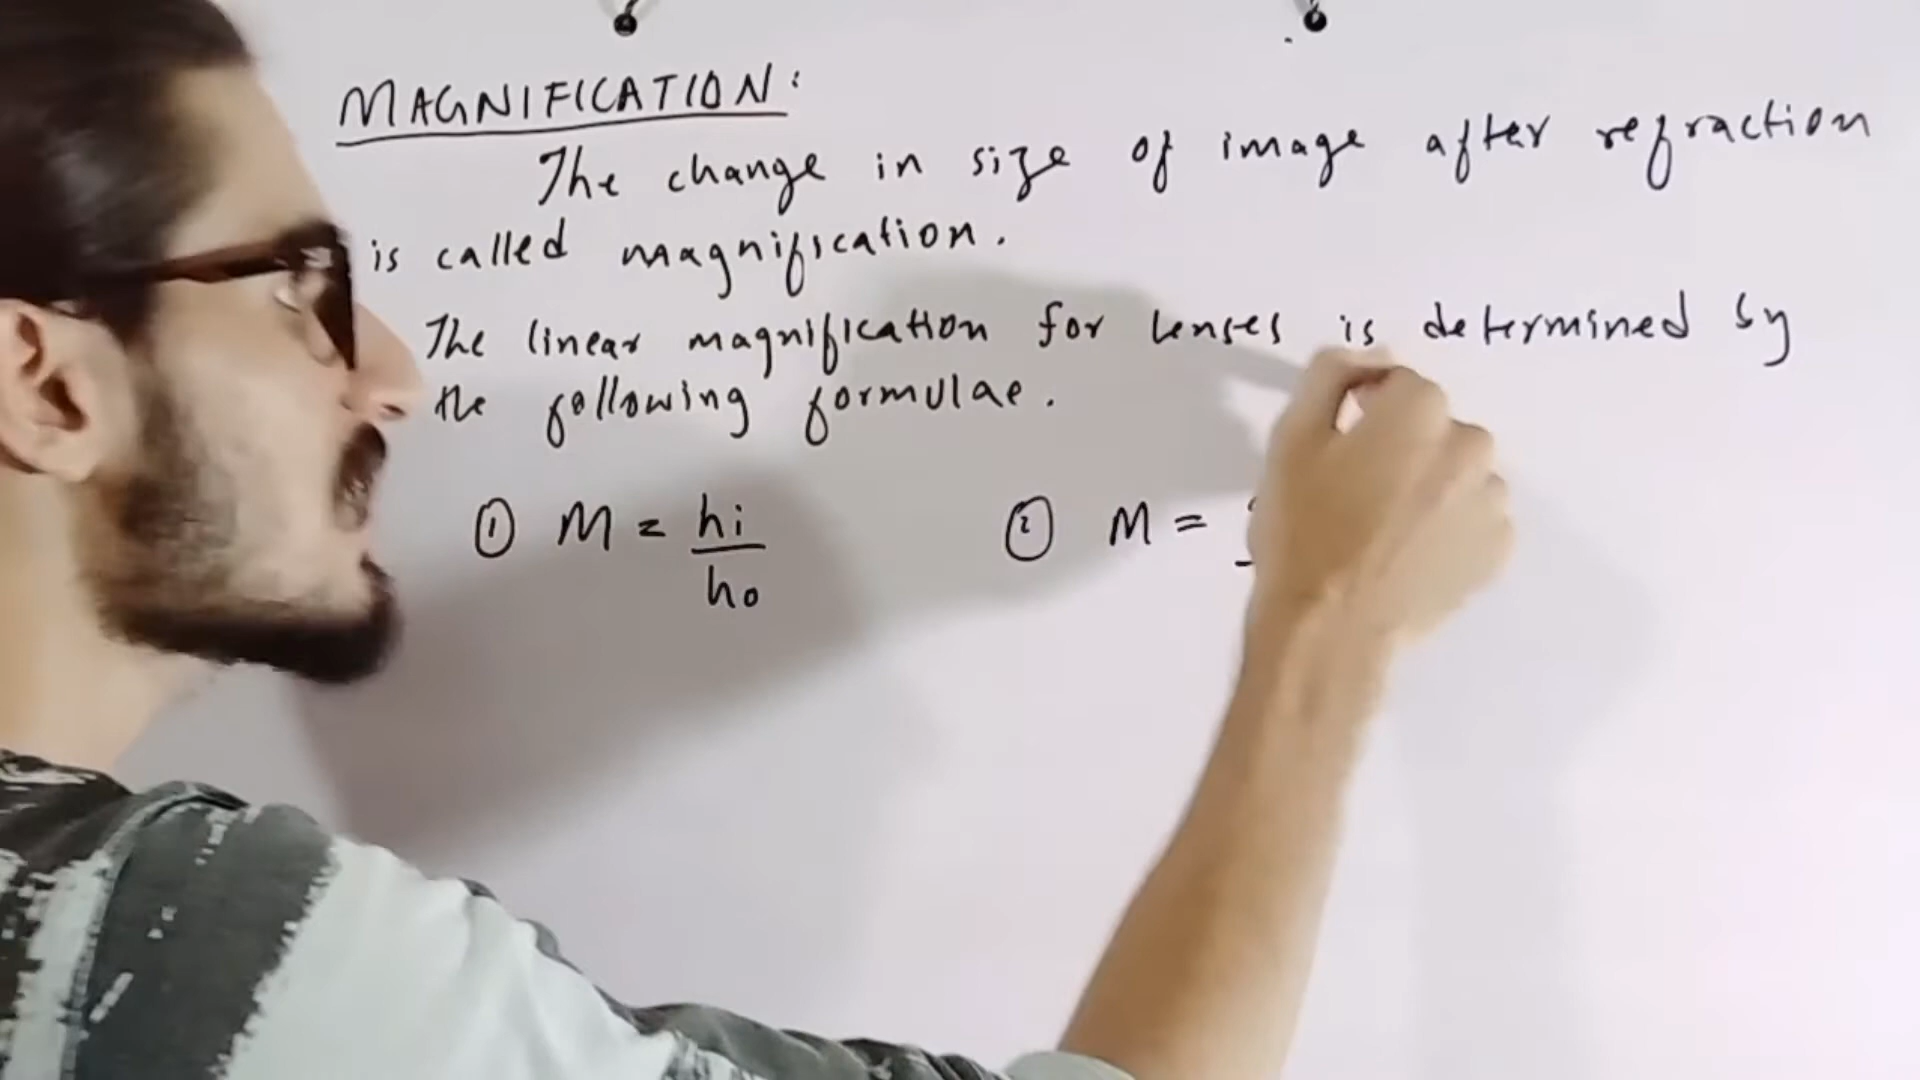 MAGNIFICATION:
The change in size of image after refraction
is called magnification.
The linear magnification for lenses is determined by
the following formulae.
① M = hi/ho ② M =